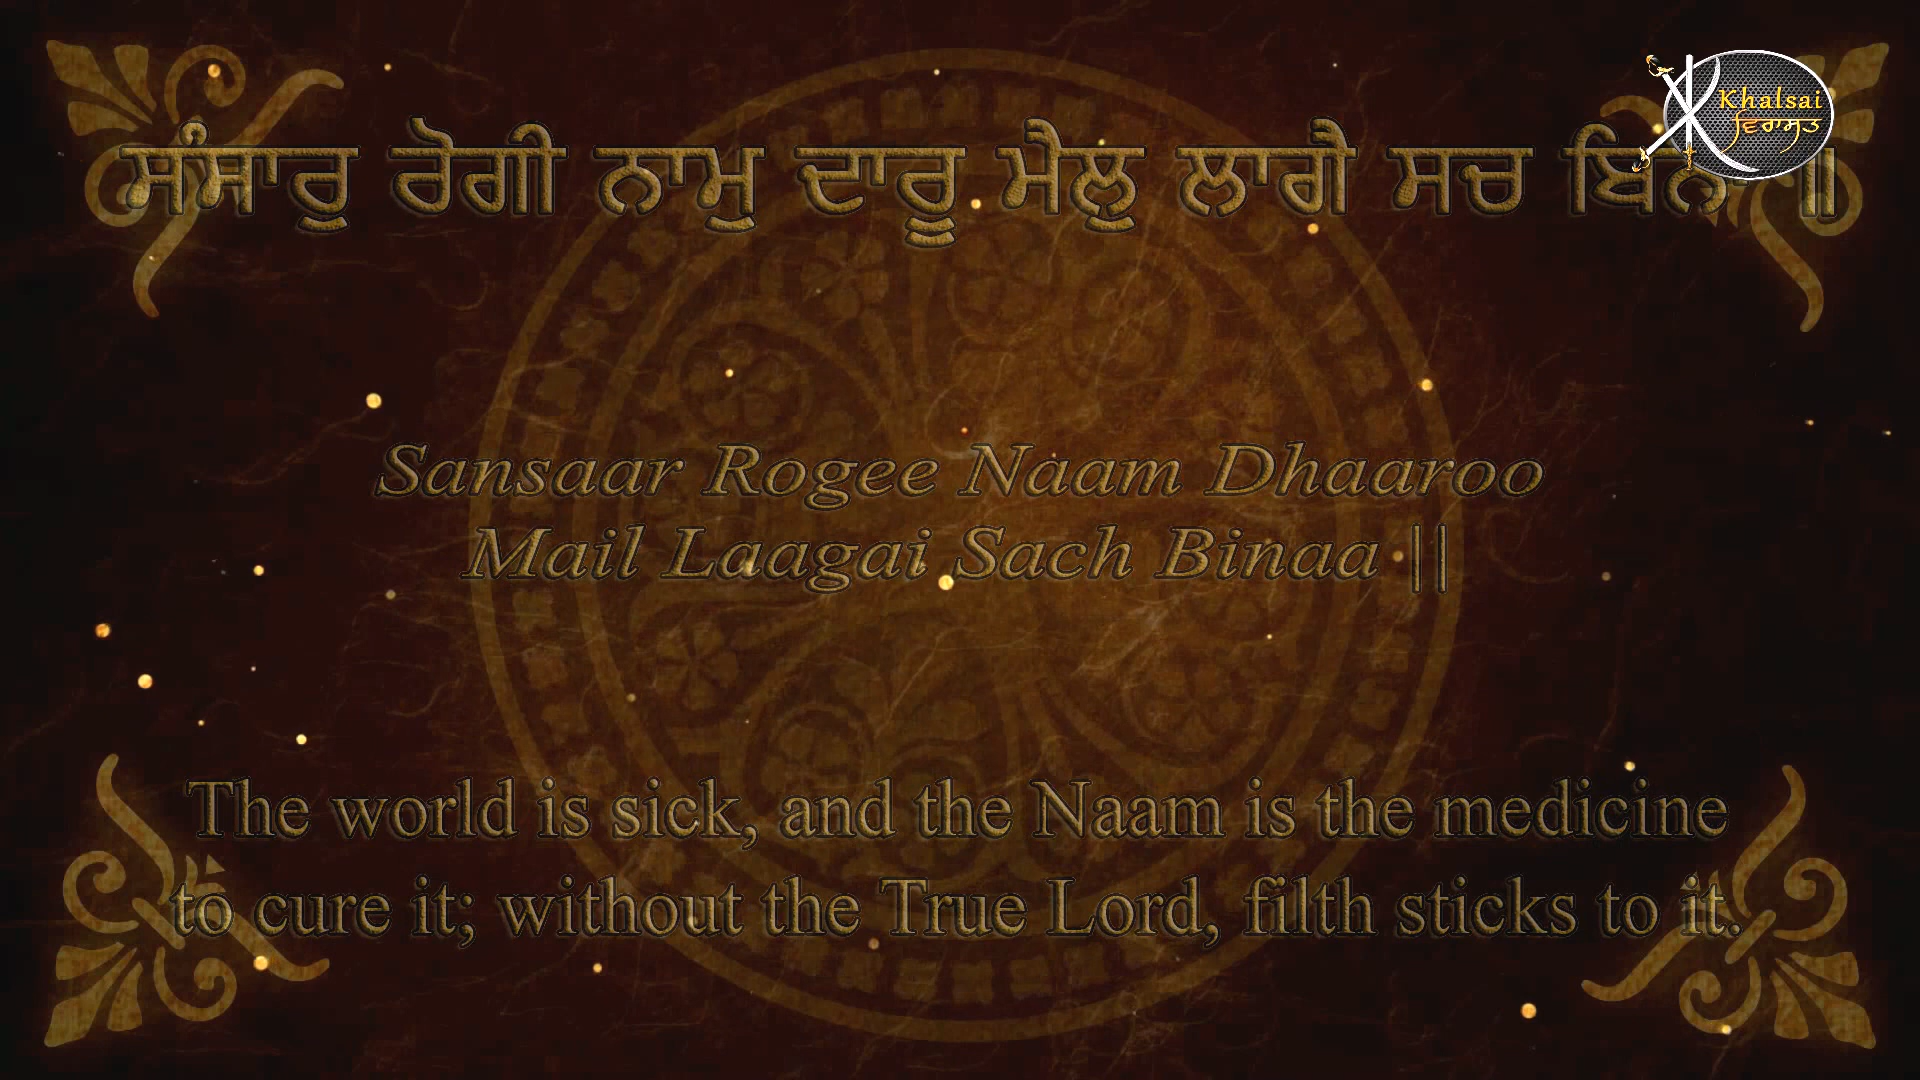 Khalsai
ਵਿਰਾਸਤ
ਸੰਸਾਰੁ ਰੋਗੀ ਨਾਮੁ ਦਾਰੂ ਮੈਲੁ ਲਾਗੈ ਸਚ ਬਿਨਾ ॥
Sansaar Rogee Naam Dhaaroo
Mail Laagai Sach Binaa ||
The world is sick, and the Naam is the medicine
to cure it; without the True Lord, filth sticks to it.